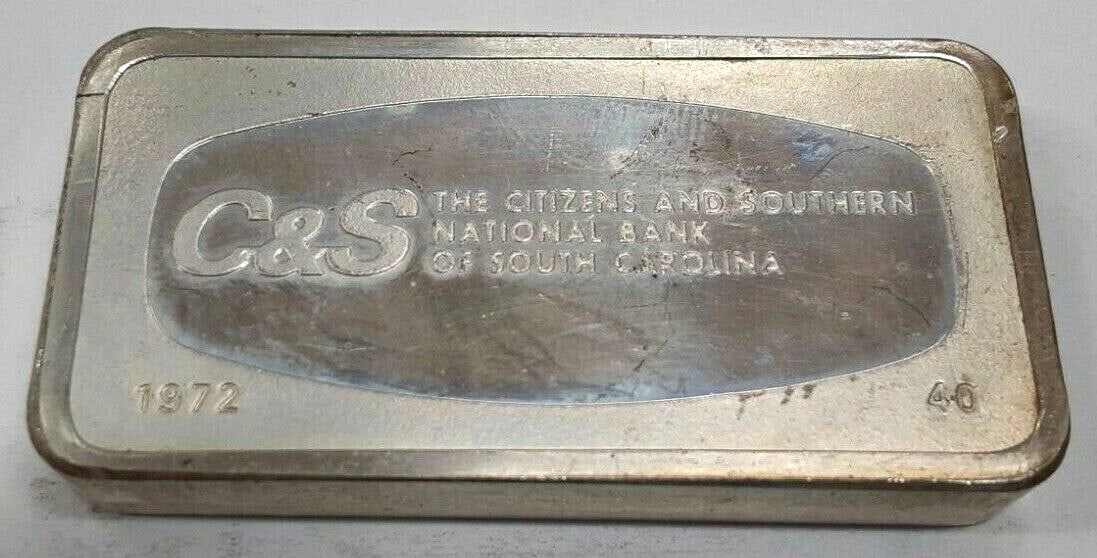 C&S
THE CITIZENS AND SOUTHERN
NATIONAL BANK
OF SOUTH CAROLINA
1972
40